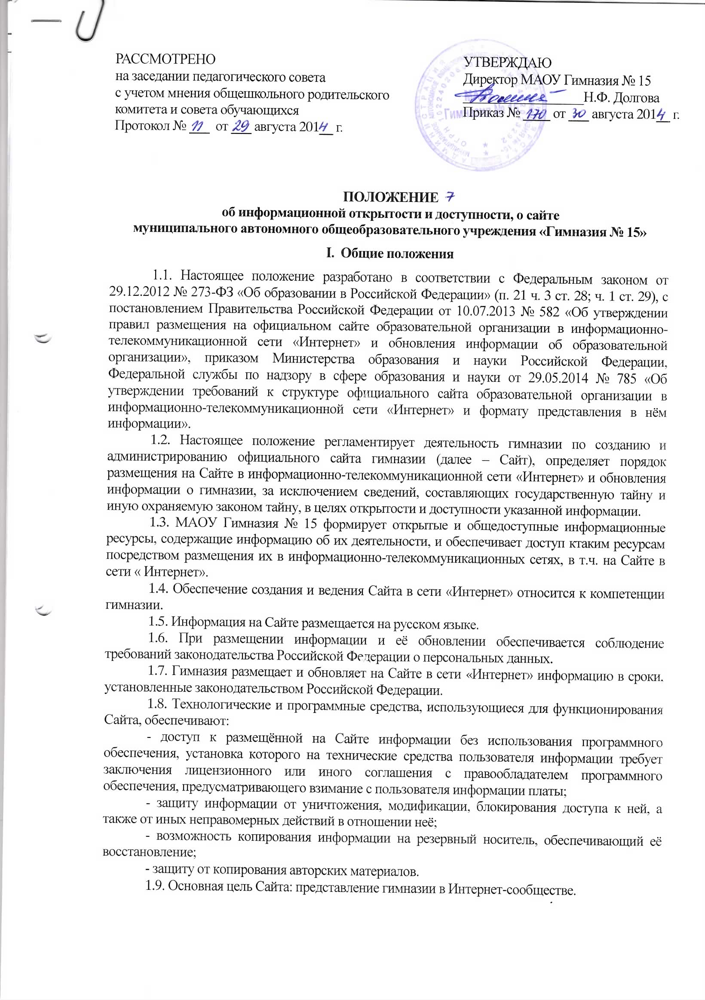 РАССМОТРЕНО
на заседании педагогического совета
с учетом мнения общешкольного родительского
комитета и совета обучающихся
Протокол № 11 от 29 августа 2014 г.
УТВЕРЖДАЮ
Директор МАОУ Гимназия № 15
Н.Ф. Долгова
Приказ № 170 от 30 августа 2014 г.
ПОЛОЖЕНИЕ 7
об информационной открытости и доступности, о сайте
муниципального автономного общеобразовательного учреждения «Гимназия № 15»
I. Общие положения
1.1. Настоящее положение разработано в соответствии с Федеральным законом от
29.12.2012 № 273-ФЗ «Об образовании в Российской Федерации» (п. 21 ч. 3 ст. 28; ч. 1 ст. 29), с
постановлением Правительства Российской Федерации от 10.07.2013 № 582 «Об утверждении
правил размещения на официальном сайте образовательной организации в информационно-
телекоммуникационной сети «Интернет» и обновления информации об образовательной
организации», приказом Министерства образования и науки Российской Федерации,
Федеральной службы по надзору в сфере образования и науки от 29.05.2014 № 785 «Об
утверждении требований к структуре официального сайта образовательной организации в
информационно-телекоммуникационной сети «Интернет» и формату представления в нём
информации».
1.2. Настоящее положение регламентирует деятельность гимназии по созданию и
администрированию официального сайта гимназии (далее – Сайт), определяет порядок
размещения на Сайте в информационно-телекоммуникационной сети «Интернет» и обновления
информации о гимназии, за исключением сведений, составляющих государственную тайну и
иную охраняемую законом тайну, в целях открытости и доступности указанной информации.
1.3. МАОУ Гимназия № 15 формирует открытые и общедоступные информационные
ресурсы, содержащие информацию об их деятельности, и обеспечивает доступ ктаким ресурсам
посредством размещения их в информационно-телекоммуникационных сетях, в т.ч. на Сайте в
сети « Интернет».
1.4. Обеспечение создания и ведения Сайта в сети «Интернет» относится к компетенции
гимназии.
1.5. Информация на Сайте размещается на русском языке.
1.6. При размещении информации и её обновлении обеспечивается соблюдение
требований законодательства Российской Федерации о персональных данных.
1.7. Гимназия размещает и обновляет на Сайте в сети «Интернет» информацию в сроки.
установленные законодательством Российской Федерации.
1.8. Технологические и программные средства, использующиеся для функционирования
Сайта, обеспечивают:
- доступ к размещённой на Сайте информации без использования программного
обеспечения, установка которого на технические средства пользователя информации требует
заключения лицензионного или иного соглашения с правообладателем программного
обеспечения, предусматривающего взимание с пользователя информации платы;
- защиту информации от уничтожения, модификации, блокирования доступа к ней, а
также от иных неправомерных действий в отношении неё;
- возможность копирования информации на резервный носитель, обеспечивающий её
восстановление;
- защиту от копирования авторских материалов.
1.9. Основная цель Сайта: представление гимназии в Интернет-сообществе.